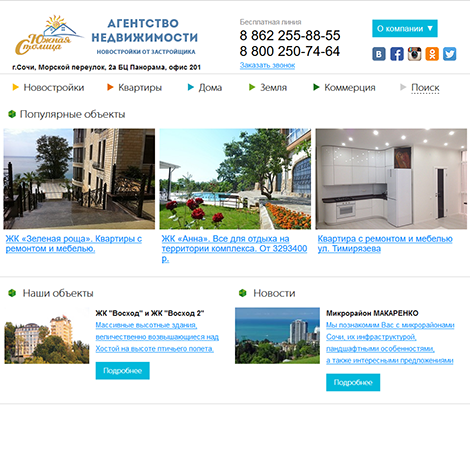 Южная Столица
АГЕНТСТВО
НЕДВИЖИМОСТИ
НОВОСТРОЙКИ ОТ ЗАСТРОЙЩИКА
г.Сочи, Морской переулок, 2а БЦ Панорама, офис 201
Бесплатная линия
8 862 255-88-55
8 800 250-74-64
Заказать звонок
О компании ▼
Новостройки
Квартиры
Дома
Земля
Коммерция
Поиск
Популярные объекты
ЖК «Зеленая роща». Квартиры с
ремонтом и мебелью.
ЖК «Анна». Все для отдыха на
территории комплекса. От 3293400
р.
Квартира с ремонтом и мебелью
ул. Тимирязева
Наши объекты
ЖК "Восход" и ЖК "Восход 2"
Массивные высотные здания,
величественно возвышающиеся над
Хостой на высоте птичьего полета.
Подробнее
Новости
Микрорайон МАКАРЕНКО
Мы познакомим Вас с микрорайонами
Сочи, их инфраструктурой,
ландшафтными особенностями,
а также интересными предложениями
Подробнее